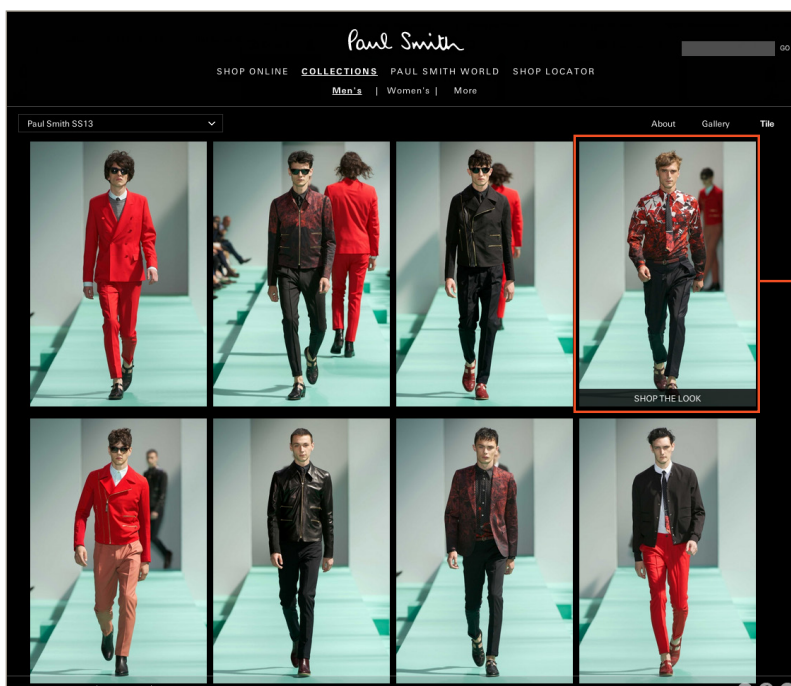 Paul Smith
GO
SHOP ONLINE COLLECTIONS PAUL SMITH WORLD SHOP LOCATOR
Men's | Women's | More
Paul Smith SS13
About Gallery Tile
SHOP THE LOOK